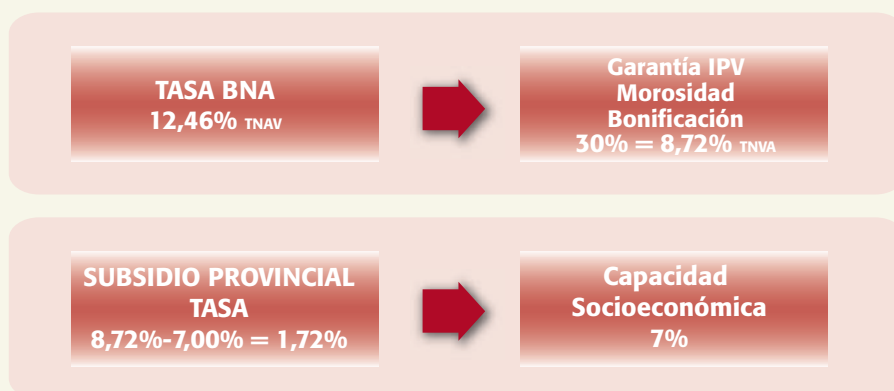 TASA BNA
12,46% TNAV
Garantía IPV
Morosidad
Bonificación
30% = 8,72% TNVA
SUBSIDIO PROVINCIAL
TASA
8,72%-7,00% = 1,72%
Capacidad
Socioeconómica
7%